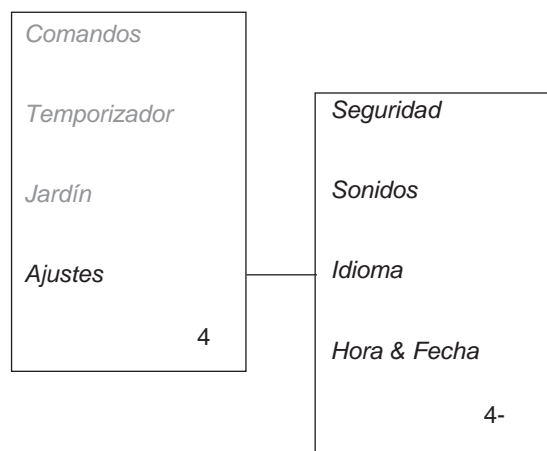 Comandos
Temporizador
Jardín
Ajustes
4
Seguridad
Sonidos
Idioma
Hora & Fecha
4-